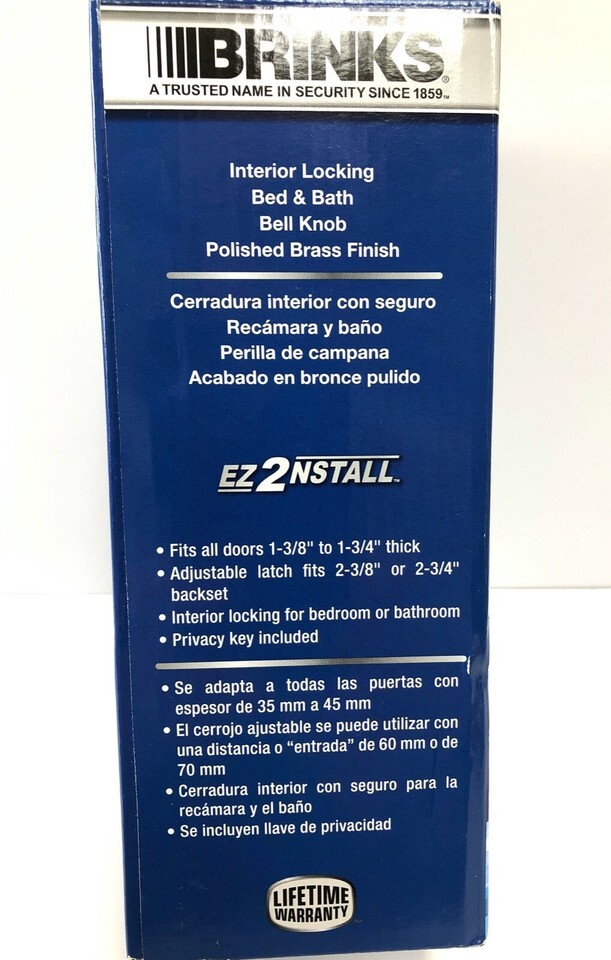 BRINKS®
A TRUSTED NAME IN SECURITY SINCE 1859™
Interior Locking
Bed & Bath
Bell Knob
Polished Brass Finish
Cerradura interior con seguro
Recámara y baño
Perilla de campana
Acabado en bronce pulido
EZ2NSTALL™
• Fits all doors 1-3/8" to 1-3/4" thick
• Adjustable latch fits 2-3/8" or 2-3/4"
backset
• Interior locking for bedroom or bathroom
• Privacy key included
• Se adapta a todas las puertas con
espesor de 35 mm a 45 mm
• El cerrojo ajustable se puede utilizar con
una distancia o “entrada” de 60 mm o de
70 mm
• Cerradura interior con seguro para la
recámara y el baño
• Se incluyen llave de privacidad
LIFETIME
WARRANTY